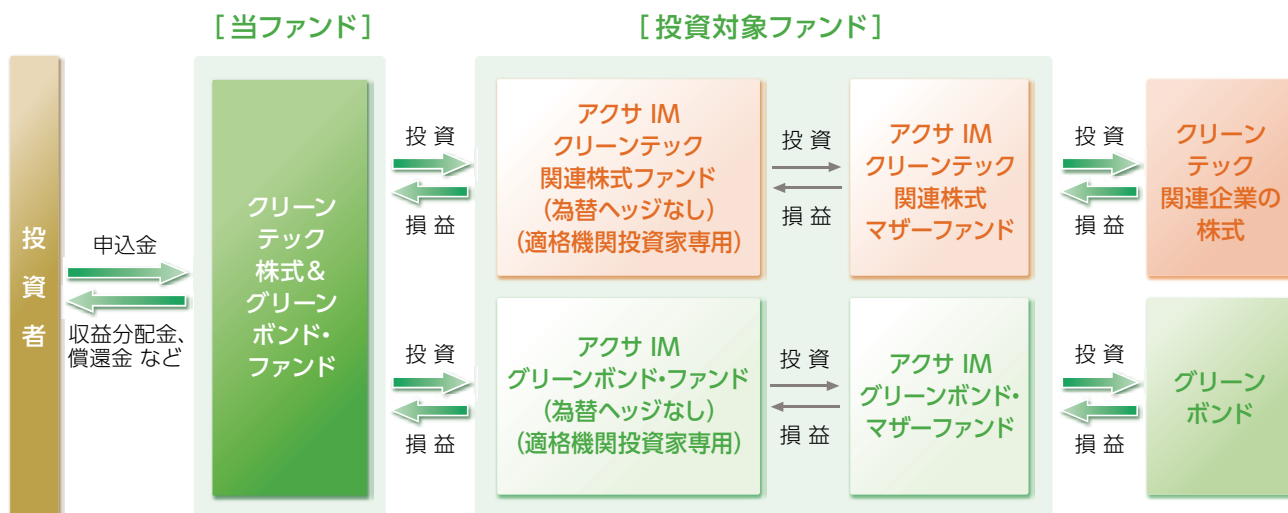 [当ファンド]
[投資対象ファンド]
投資者
申込金
収益分配金、
償還金 など
クリーン
テック
株式＆
グリーン
ボンド・
ファンド
投資
損益
投資
損益
アクサ IM
クリーンテック
関連株式ファンド
(為替ヘッジなし)
(適格機関投資家専用)
投資
損益
アクサ IM
クリーンテック
関連株式
マザーファンド
投資
損益
クリーン
テック
関連企業の
株式
アクサ IM
グリーンボンド・ファンド
(為替ヘッジなし)
(適格機関投資家専用)
投資
損益
アクサ IM
グリーンボンド・
マザーファンド
投資
損益
グリーン
ボンド